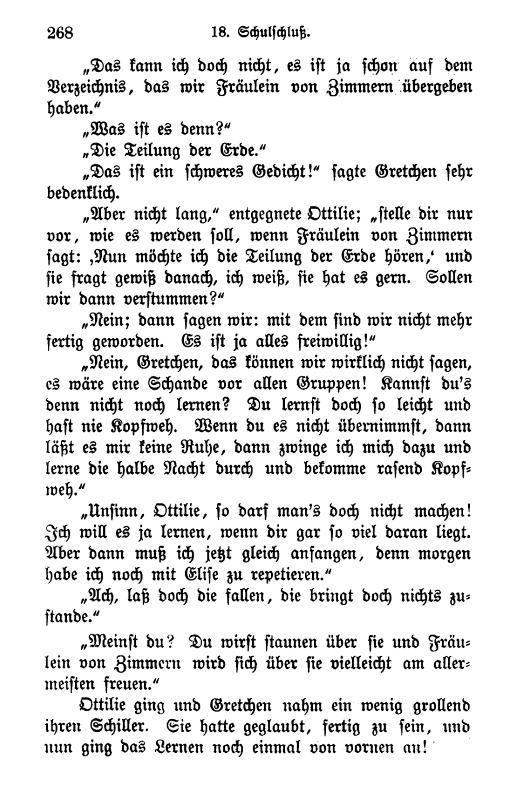 268 18. Schulschluß.
„Das kann ich doch nicht, es ist ja schon auf dem
Verzeichnis, das wir Fräulein von Zimmern übergeben
haben.“
„Was ist es denn?“
„Die Teilung der Erde.“
„Das ist ein schweres Gedicht!“ sagte Gretchen sehr
bedenklich.
„Aber nicht lang,“ entgegnete Ottilie; „stelle dir nur
vor, wie es werden soll, wenn Fräulein von Zimmern
sagt: ‚Nun möchte ich die Teilung der Erde hören,‘ und
sie fragt gewiß danach, ich weiß, sie hat es gern. Sollen
wir dann verstummen?“
„Nein; dann sagen wir: mit dem sind wir nicht mehr
fertig geworden. Es ist ja alles freiwillig!“
„Nein, Gretchen, das können wir wirklich nicht sagen,
es wäre eine Schande vor allen Gruppen! Kannst du's
denn nicht noch lernen? Du lernst doch so leicht und
hast nie Kopfweh. Wenn du es nicht übernimmst, dann
läßt es mir keine Ruhe, dann zwinge ich mich dazu und
lerne die halbe Nacht durch und bekomme rasend Kopf-
weh.“
„Unsinn, Ottilie, so darf man's doch nicht machen!
Ich will es ja lernen, wenn dir gar so viel daran liegt.
Aber dann muß ich jetzt gleich anfangen, denn morgen
habe ich noch mit Elise zu repetieren.“
„Ach, laß doch die fallen, die bringt doch nichts zu-
stande.“
„Meinst du? Du wirst staunen über sie und Fräu-
lein von Zimmern wird sich über sie vielleicht am aller-
meisten freuen.“
Ottilie ging und Gretchen nahm ein wenig grollend
ihren Schiller. Sie hatte geglaubt, fertig zu sein, und
nun ging das Lernen noch einmal von vornen an!